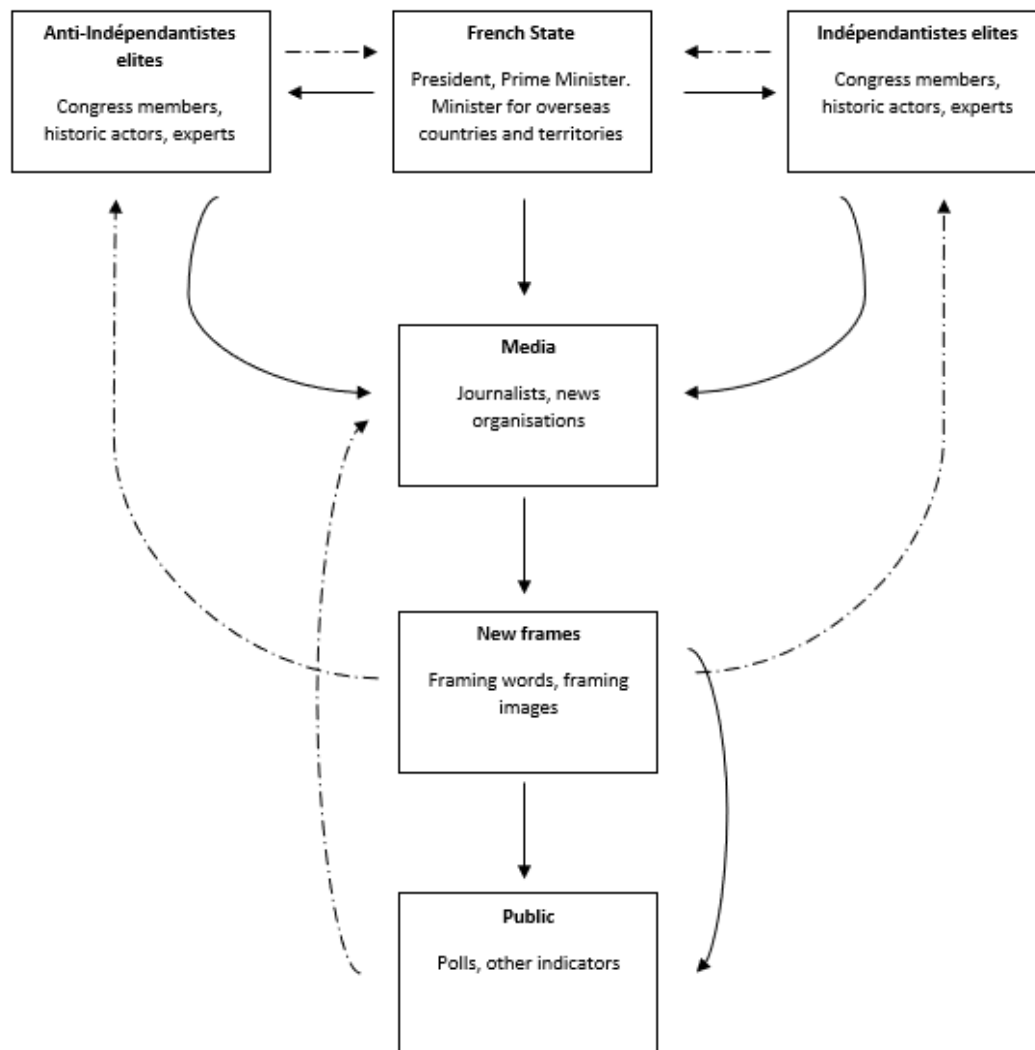 Anti-Indépendantistes
elites
Congress members,
historic actors, experts
French State
President, Prime Minister.
Minister for overseas
countries and territories
Indépendantistes elites
Congress members,
historic actors, experts
Media
Journalists, news
organisations
New frames
Framing words, framing
images
Public
Polls, other indicators